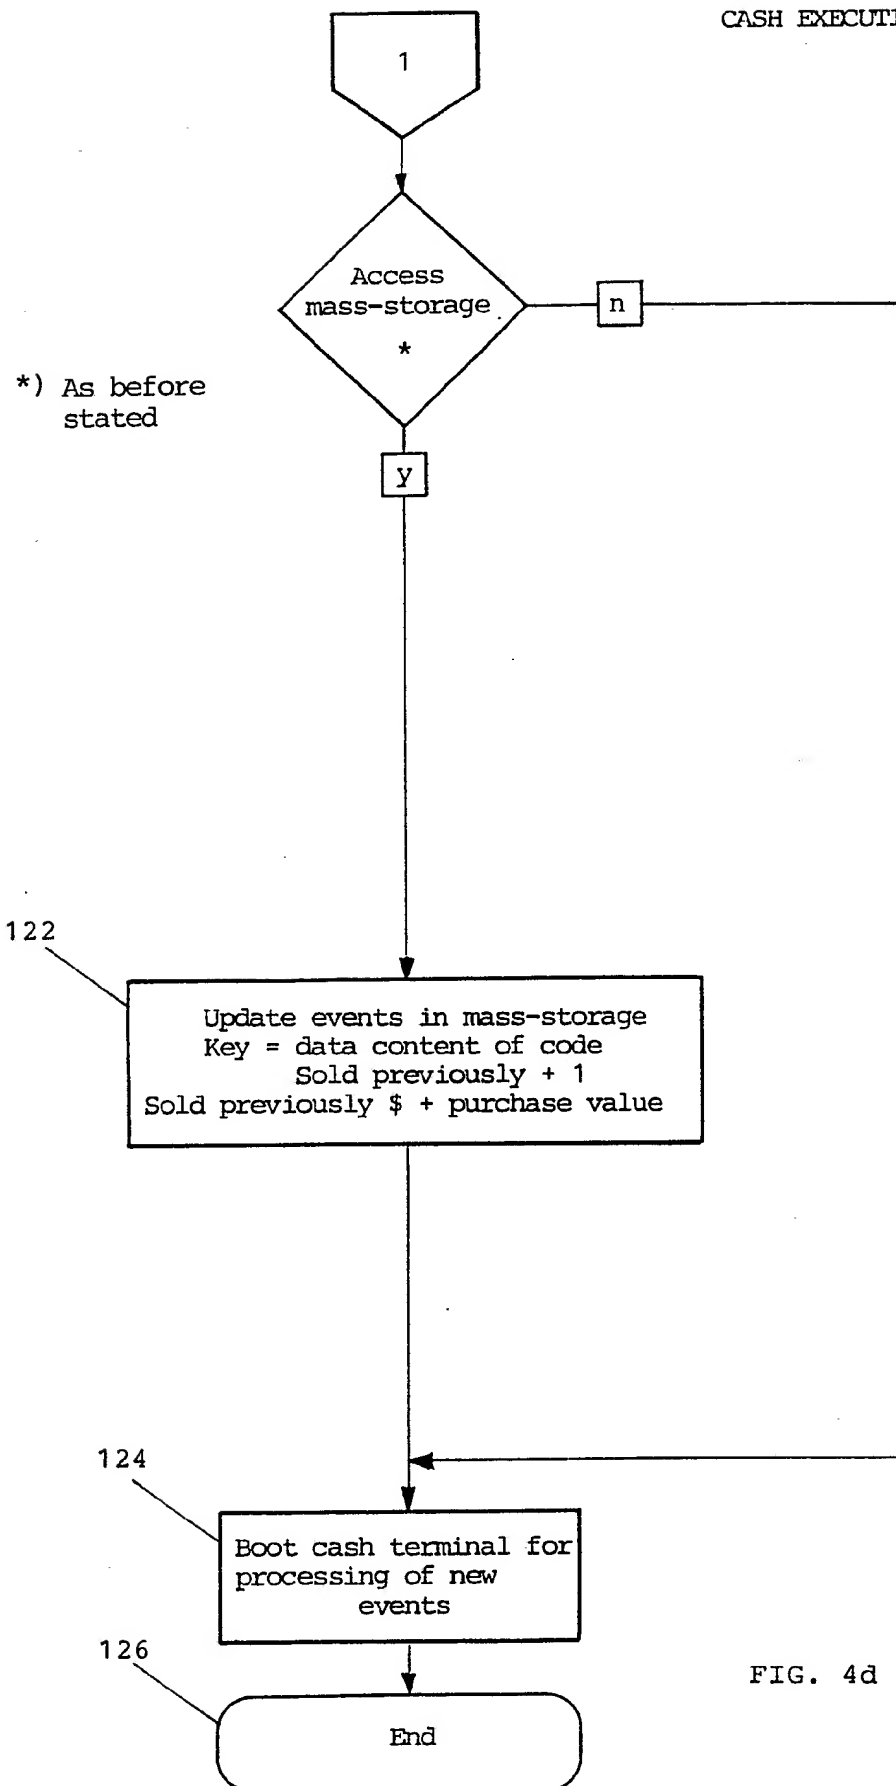 CASH EXECUTI
1
Access
mass-storage
*
n
*) As before
stated
y
122
Update events in mass-storage
Key = data content of code
Sold previously + 1
Sold previously $ + purchase value
124
Boot cash terminal for
processing of new
events
126
End
FIG. 4d